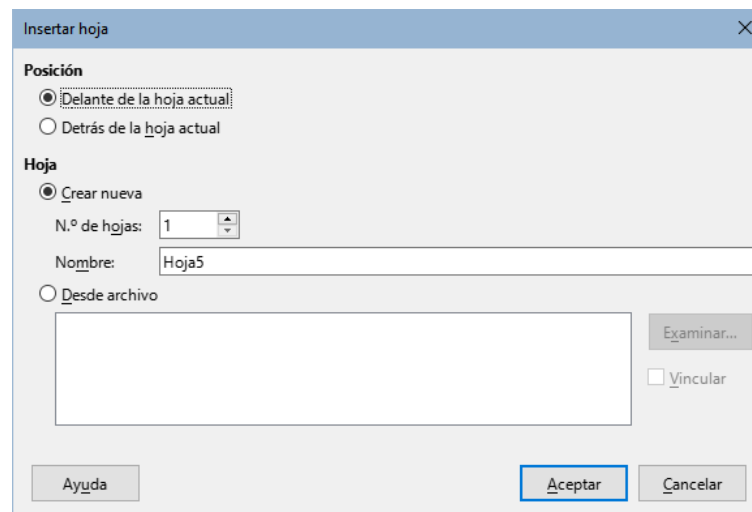 Insertar hoja
Posición
Delante de la hoja actual
Detrás de la hoja actual
Hoja
Crear nueva
N.º de hojas: 1
Nombre: Hoja5
Desde archivo
Examinar...
Vincular
Ayuda Aceptar Cancelar